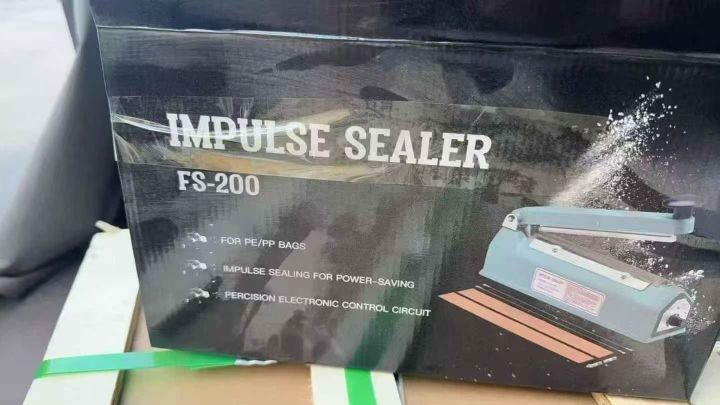 IMPULSE SEALER
FS-200
FOR PE/PP BAGS
IMPULSE SEALING FOR POWER-SAVING
PERCISION ELECTRONIC CONTROL CIRCUIT